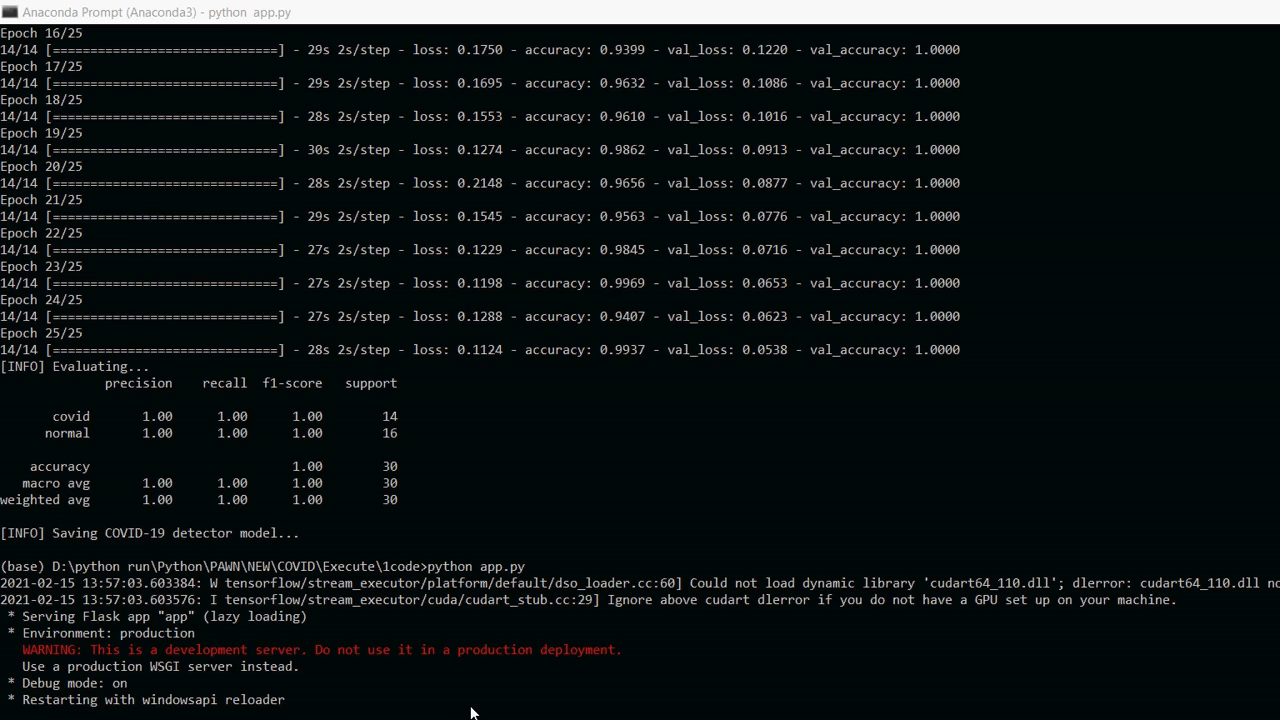 Anaconda Prompt (Anaconda3) - python  app.py
Epoch 16/25
14/14 [==============================] - 29s 2s/step - loss: 0.1750 - accuracy: 0.9399 - val_loss: 0.1220 - val_accuracy: 1.0000
Epoch 17/25
14/14 [==============================] - 29s 2s/step - loss: 0.1695 - accuracy: 0.9632 - val_loss: 0.1086 - val_accuracy: 1.0000
Epoch 18/25
14/14 [==============================] - 28s 2s/step - loss: 0.1553 - accuracy: 0.9610 - val_loss: 0.1016 - val_accuracy: 1.0000
Epoch 19/25
14/14 [==============================] - 30s 2s/step - loss: 0.1274 - accuracy: 0.9862 - val_loss: 0.0913 - val_accuracy: 1.0000
Epoch 20/25
14/14 [==============================] - 28s 2s/step - loss: 0.2148 - accuracy: 0.9656 - val_loss: 0.0877 - val_accuracy: 1.0000
Epoch 21/25
14/14 [==============================] - 29s 2s/step - loss: 0.1545 - accuracy: 0.9563 - val_loss: 0.0776 - val_accuracy: 1.0000
Epoch 22/25
14/14 [==============================] - 27s 2s/step - loss: 0.1229 - accuracy: 0.9845 - val_loss: 0.0716 - val_accuracy: 1.0000
Epoch 23/25
14/14 [==============================] - 27s 2s/step - loss: 0.1198 - accuracy: 0.9969 - val_loss: 0.0653 - val_accuracy: 1.0000
Epoch 24/25
14/14 [==============================] - 27s 2s/step - loss: 0.1288 - accuracy: 0.9407 - val_loss: 0.0623 - val_accuracy: 1.0000
Epoch 25/25
14/14 [==============================] - 28s 2s/step - loss: 0.1124 - accuracy: 0.9937 - val_loss: 0.0538 - val_accuracy: 1.0000
[INFO] Evaluating...
              precision    recall  f1-score   support
       covid       1.00      1.00      1.00        14
      normal       1.00      1.00      1.00        16
    accuracy                           1.00        30
   macro avg       1.00      1.00      1.00        30
weighted avg       1.00      1.00      1.00        30
[INFO] Saving COVID-19 detector model...
(base) D:\python run\Python\PAWN\NEW\COVID\Execute\1code>python app.py
2021-02-15 13:57:03.603384: W tensorflow/stream_executor/platform/default/dso_loader.cc:60] Could not load dynamic library 'cudart64_110.dll'; dlerror: cudart64_110.dll no
2021-02-15 13:57:03.603576: I tensorflow/stream_executor/cuda/cudart_stub.cc:29] Ignore above cudart dlerror if you do not have a GPU set up on your machine.
 * Serving Flask app "app" (lazy loading)
 * Environment: production
   WARNING: This is a development server. Do not use it in a production deployment.
   Use a production WSGI server instead.
 * Debug mode: on
 * Restarting with windowsapi reloader